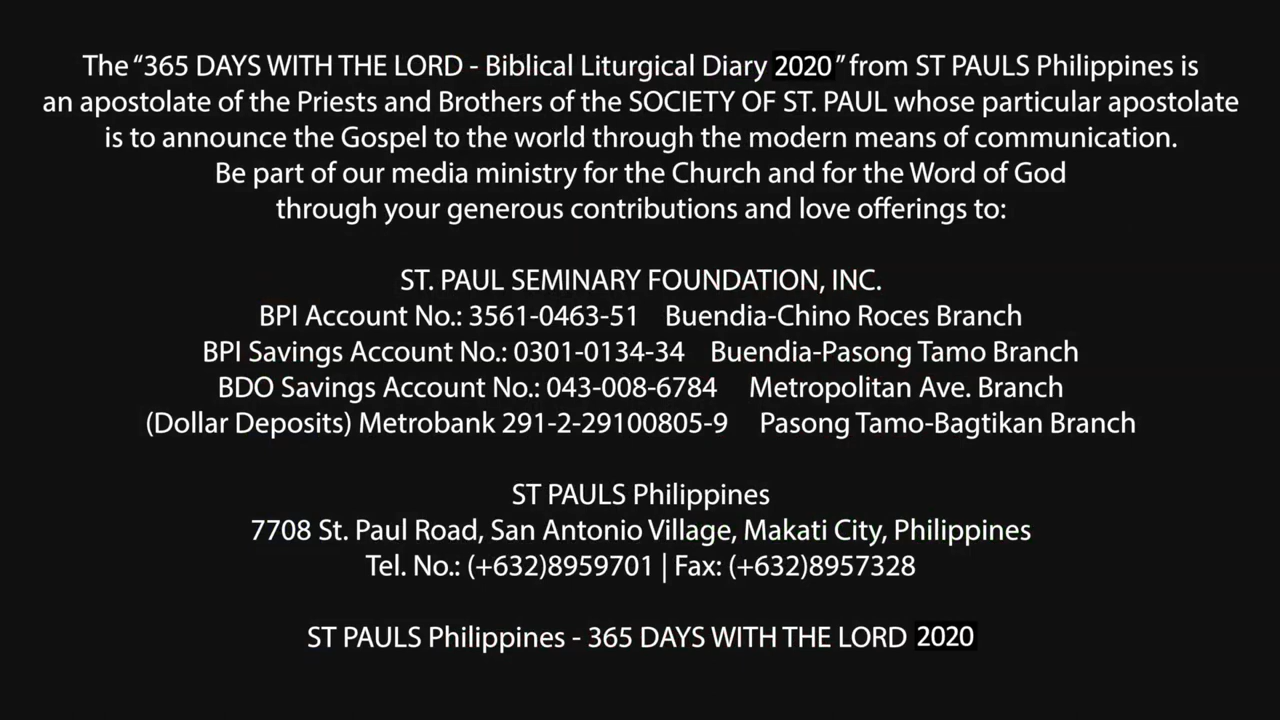 The “365 DAYS WITH THE LORD - Biblical Liturgical Diary 2020” from ST PAULS Philippines is
an apostolate of the Priests and Brothers of the SOCIETY OF ST. PAUL whose particular apostolate
is to announce the Gospel to the world through the modern means of communication.
Be part of our media ministry for the Church and for the Word of God
through your generous contributions and love offerings to:
ST. PAUL SEMINARY FOUNDATION, INC.
BPI Account No.: 3561-0463-51 Buendia-Chino Roces Branch
BPI Savings Account No.: 0301-0134-34 Buendia-Pasong Tamo Branch
BDO Savings Account No.: 043-008-6784 Metropolitan Ave. Branch
(Dollar Deposits) Metrobank 291-2-29100805-9 Pasong Tamo-Bagtikan Branch
ST PAULS Philippines
7708 St. Paul Road, San Antonio Village, Makati City, Philippines
Tel. No.: (+632)8959701 | Fax: (+632)8957328
ST PAULS Philippines - 365 DAYS WITH THE LORD 2020